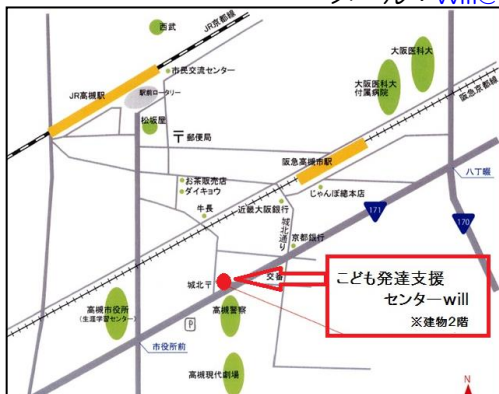 will@
西武
JR京都線
市民交流センター
JR高槻駅
駅前ロータリー
松坂屋
〒郵便局
大阪医科大
大阪医科大
付属病院
阪急京都線
阪急高槻市駅
八丁畷
お茶販売店
ダイキョウ
牛長
近畿大阪銀行
じゃんぼ總本店
城北通り
京都銀行
171
170
城北〒
交番
こども発達支援
センターwill
※建物2階
高槻市役所
(生涯学習センター)
高槻警察
P
市役所前
高槻現代劇場
N